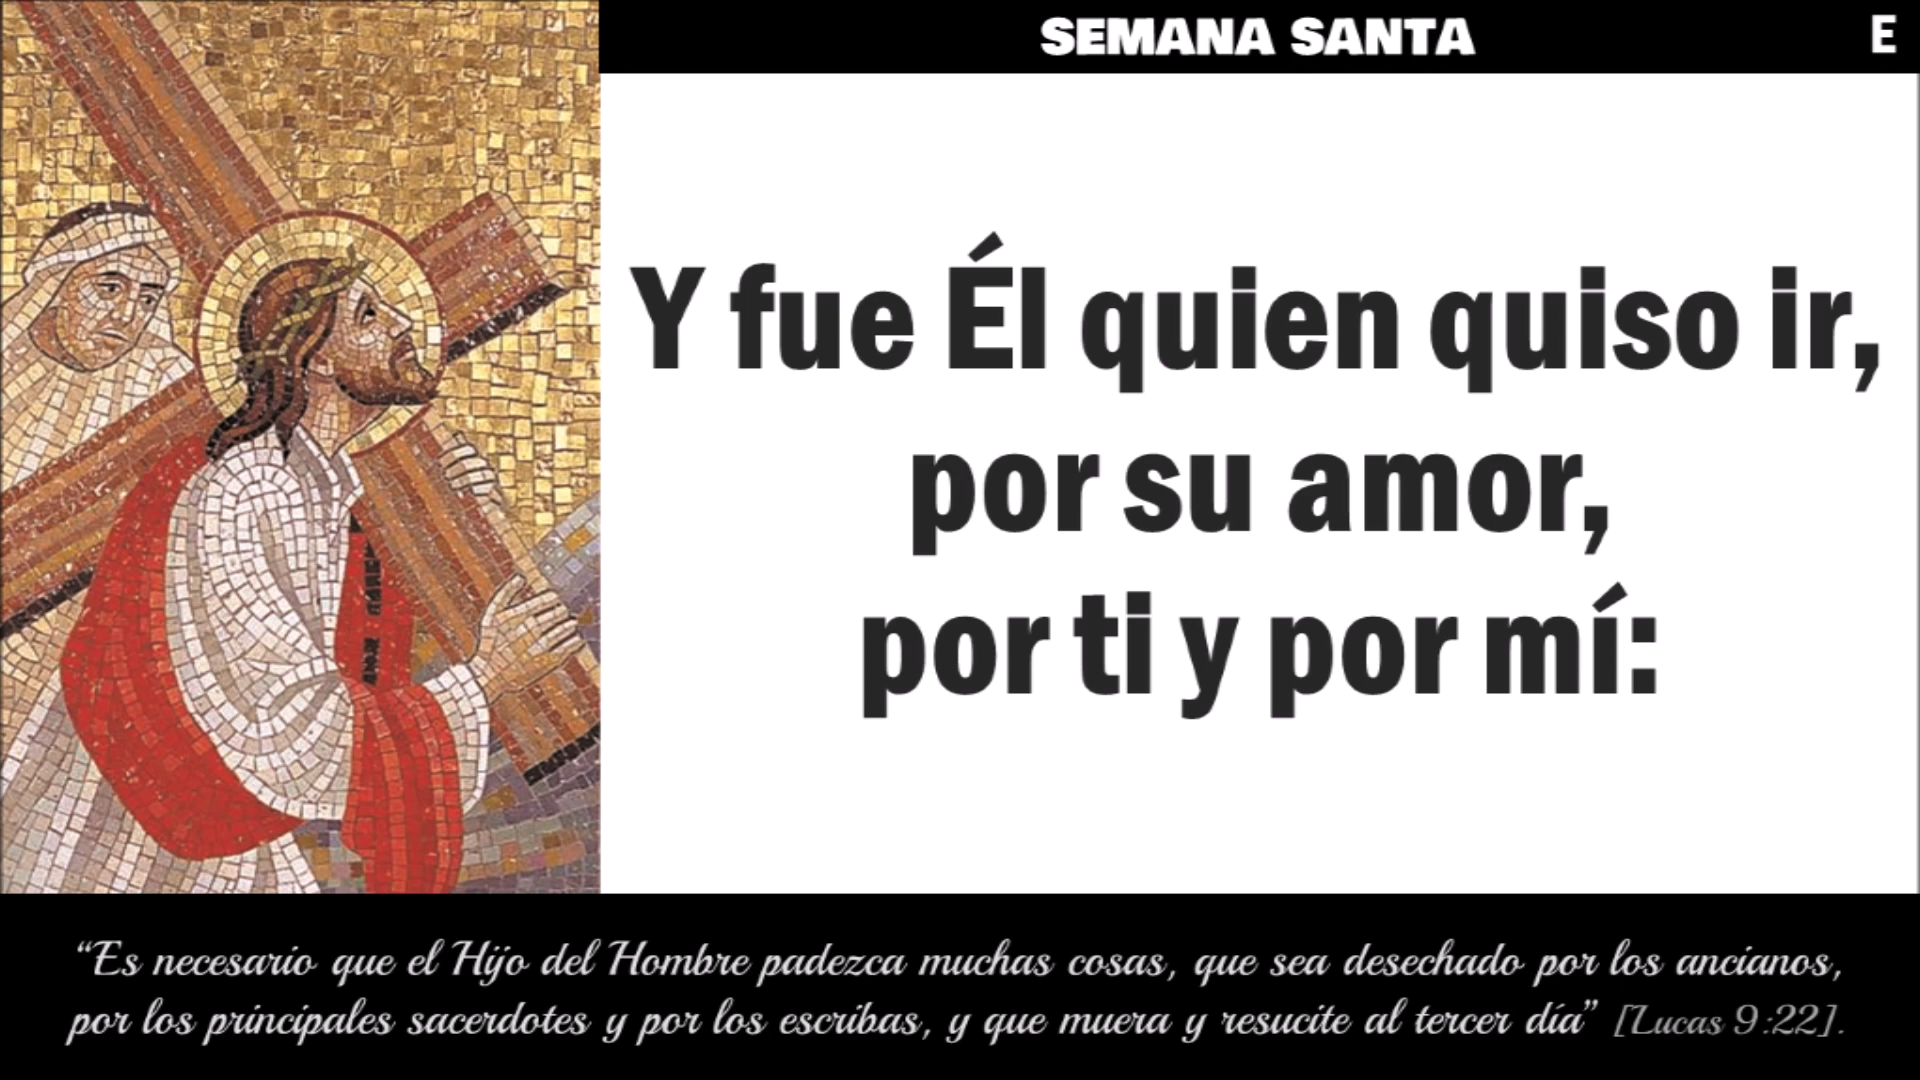 SEMANA SANTA
E
Y fue Él quien quiso ir,
por su amor,
por ti y por mí:
“Es necesario que el Hijo del Hombre padezca muchas cosas, que sea desechado por los ancianos,
por los principales sacerdotes y por los escribas, y que muera y resucite al tercer día” [Lucas 9:22].